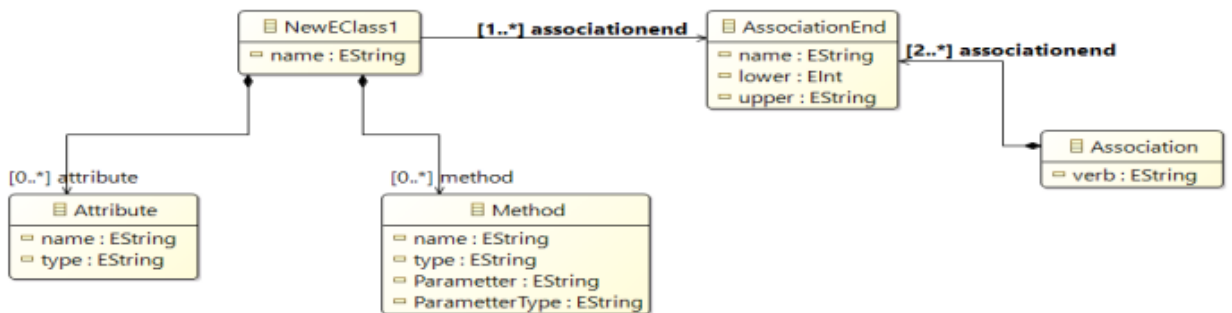 NewEClass1
name : EString
[1..*] associationend
AssociationEnd
name : EString
lower : EInt
upper : EString
[2..*] associationend
Association
verb : EString
[0..*] attribute
Attribute
name : EString
type : EString
[0..*] method
Method
name : EString
type : EString
Parametter : EString
ParametterType : EString